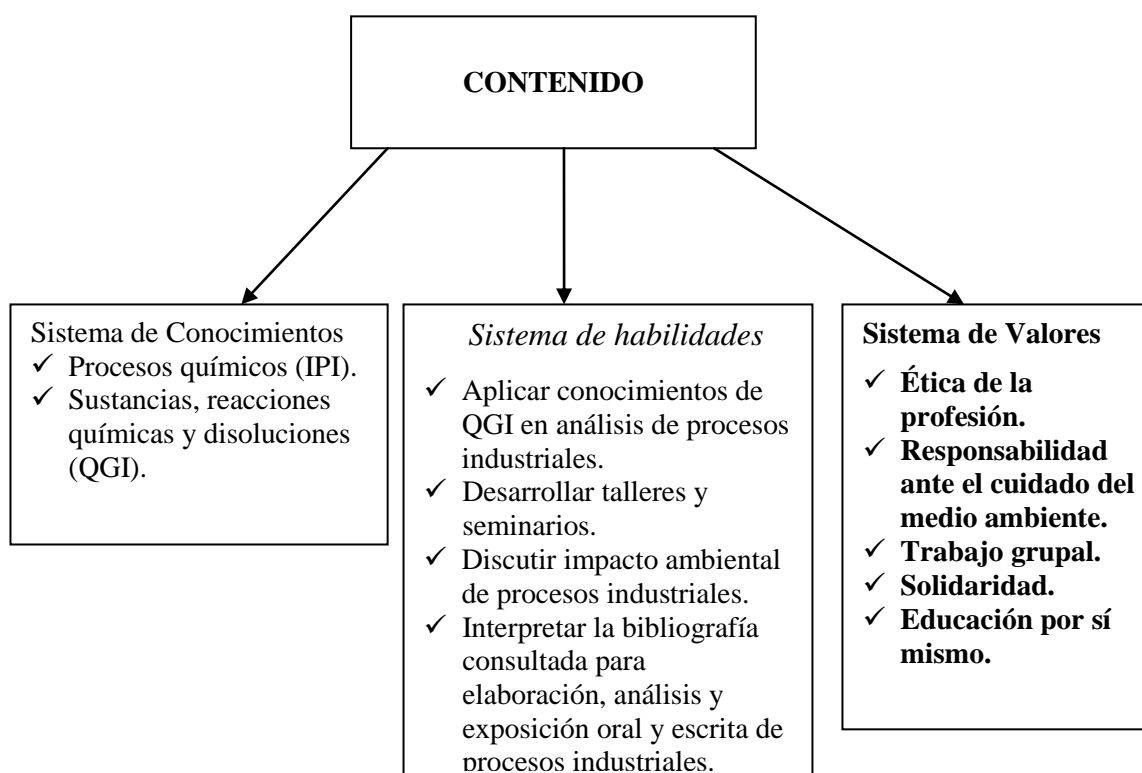 CONTENIDO
Sistema de Conocimientos
✓ Procesos químicos (IPI).
✓ Sustancias, reacciones
químicas y disoluciones
(QGI).
Sistema de habilidades
✓ Aplicar conocimientos de
QGI en análisis de procesos
industriales.
✓ Desarrollar talleres y
seminarios.
✓ Discutir impacto ambiental
de procesos industriales.
✓ Interpretar la bibliografía
consultada para
elaboración, análisis y
exposición oral y escrita de
procesos industriales.
Sistema de Valores
✓ Ética de la
profesión.
✓ Responsabilidad
ante el cuidado del
medio ambiente.
✓ Trabajo grupal.
✓ Solidaridad.
✓ Educación por sí
mismo.